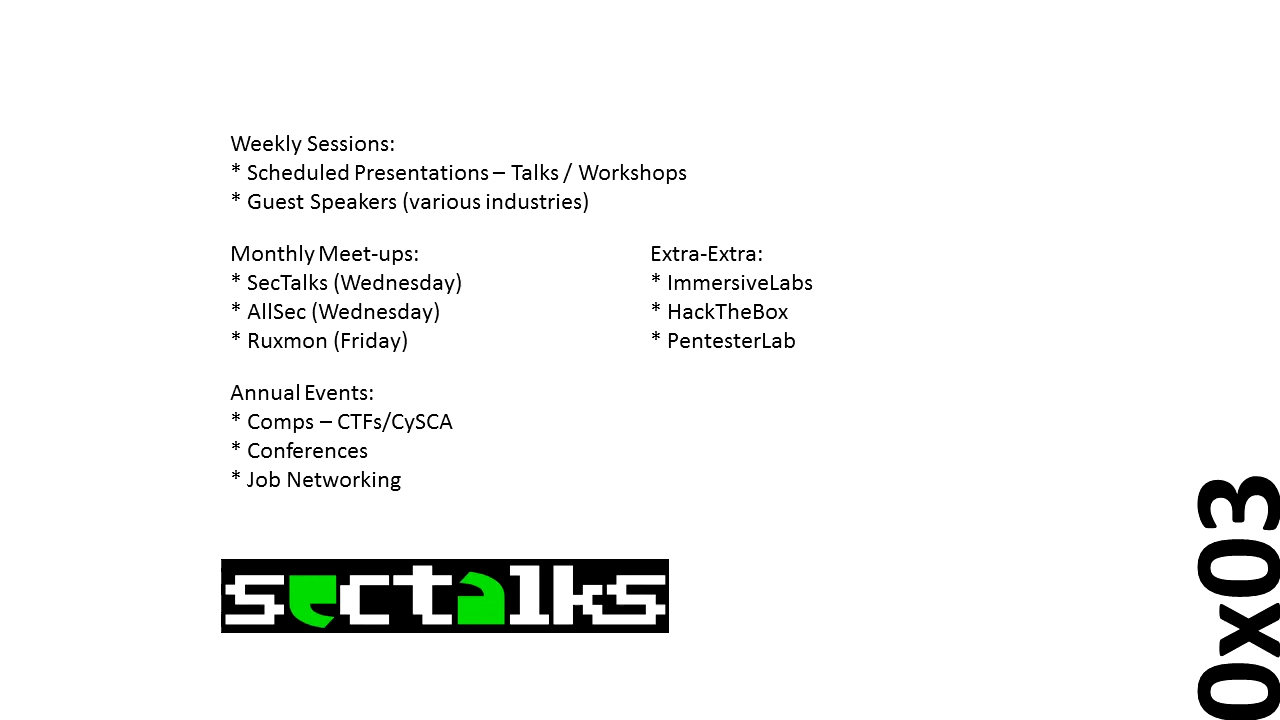 Weekly Sessions:
* Scheduled Presentations – Talks / Workshops
* Guest Speakers (various industries)
Monthly Meet-ups:
* SecTalks (Wednesday)
* AllSec (Wednesday)
* Ruxmon (Friday)
Extra-Extra:
* ImmersiveLabs
* HackTheBox
* PentesterLab
Annual Events:
* Comps – CTFs/CySCA
* Conferences
* Job Networking
sectalks
0x03